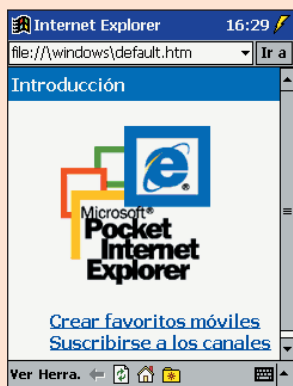 Internet Explorer 16:29
file://\windows\default.htm Ir a
Introducción
Microsoft®
Pocket
Internet
Explorer
Crear favoritos móviles
Suscribirse a los canales
Ver Herra.